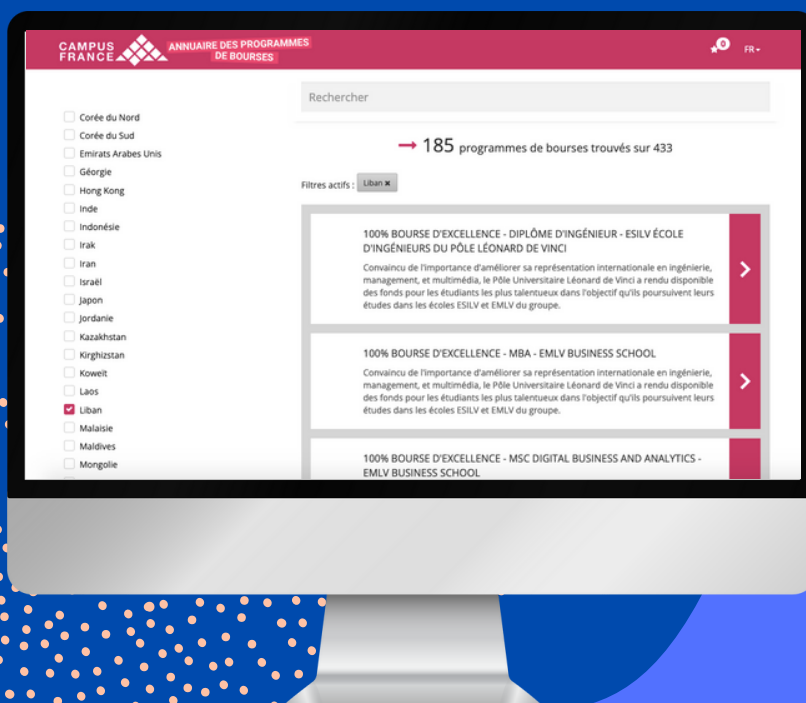 CAMPUS
FRANCE
ANNUAIRE DES PROGRAMMES
DE BOURSES
0
FR
Corée du Nord
Corée du Sud
Emirats Arabes Unis
Géorgie
Hong Kong
Inde
Indonésie
Irak
Iran
Israël
Japon
Jordanie
Kazakhstan
Kirghizstan
Koweït
Laos
Liban
Malaisie
Maldives
Mongolie
Rechercher
→ 185 programmes de bourses trouvés sur 433
Filtres actifs : Liban ×
100% BOURSE D'EXCELLENCE - DIPLÔME D'INGÉNIEUR - ESILV ÉCOLE
D'INGÉNIEURS DU PÔLE LÉONARD DE VINCI
Convaincu de l'importance d'améliorer sa représentation internationale en ingénierie,
management, et multimédia, le Pôle Universitaire Léonard de Vinci a rendu disponible
des fonds pour les étudiants les plus talentueux dans l'objectif qu'ils poursuivent leurs
études dans les écoles ESILV et EMLV du groupe.
100% BOURSE D'EXCELLENCE - MBA - EMLV BUSINESS SCHOOL
Convaincu de l'importance d'améliorer sa représentation internationale en ingénierie,
management, et multimédia, le Pôle Universitaire Léonard de Vinci a rendu disponible
des fonds pour les étudiants les plus talentueux dans l'objectif qu'ils poursuivent leurs
études dans les écoles ESILV et EMLV du groupe.
100% BOURSE D'EXCELLENCE - MSC DIGITAL BUSINESS AND ANALYTICS -
EMLV BUSINESS SCHOOL